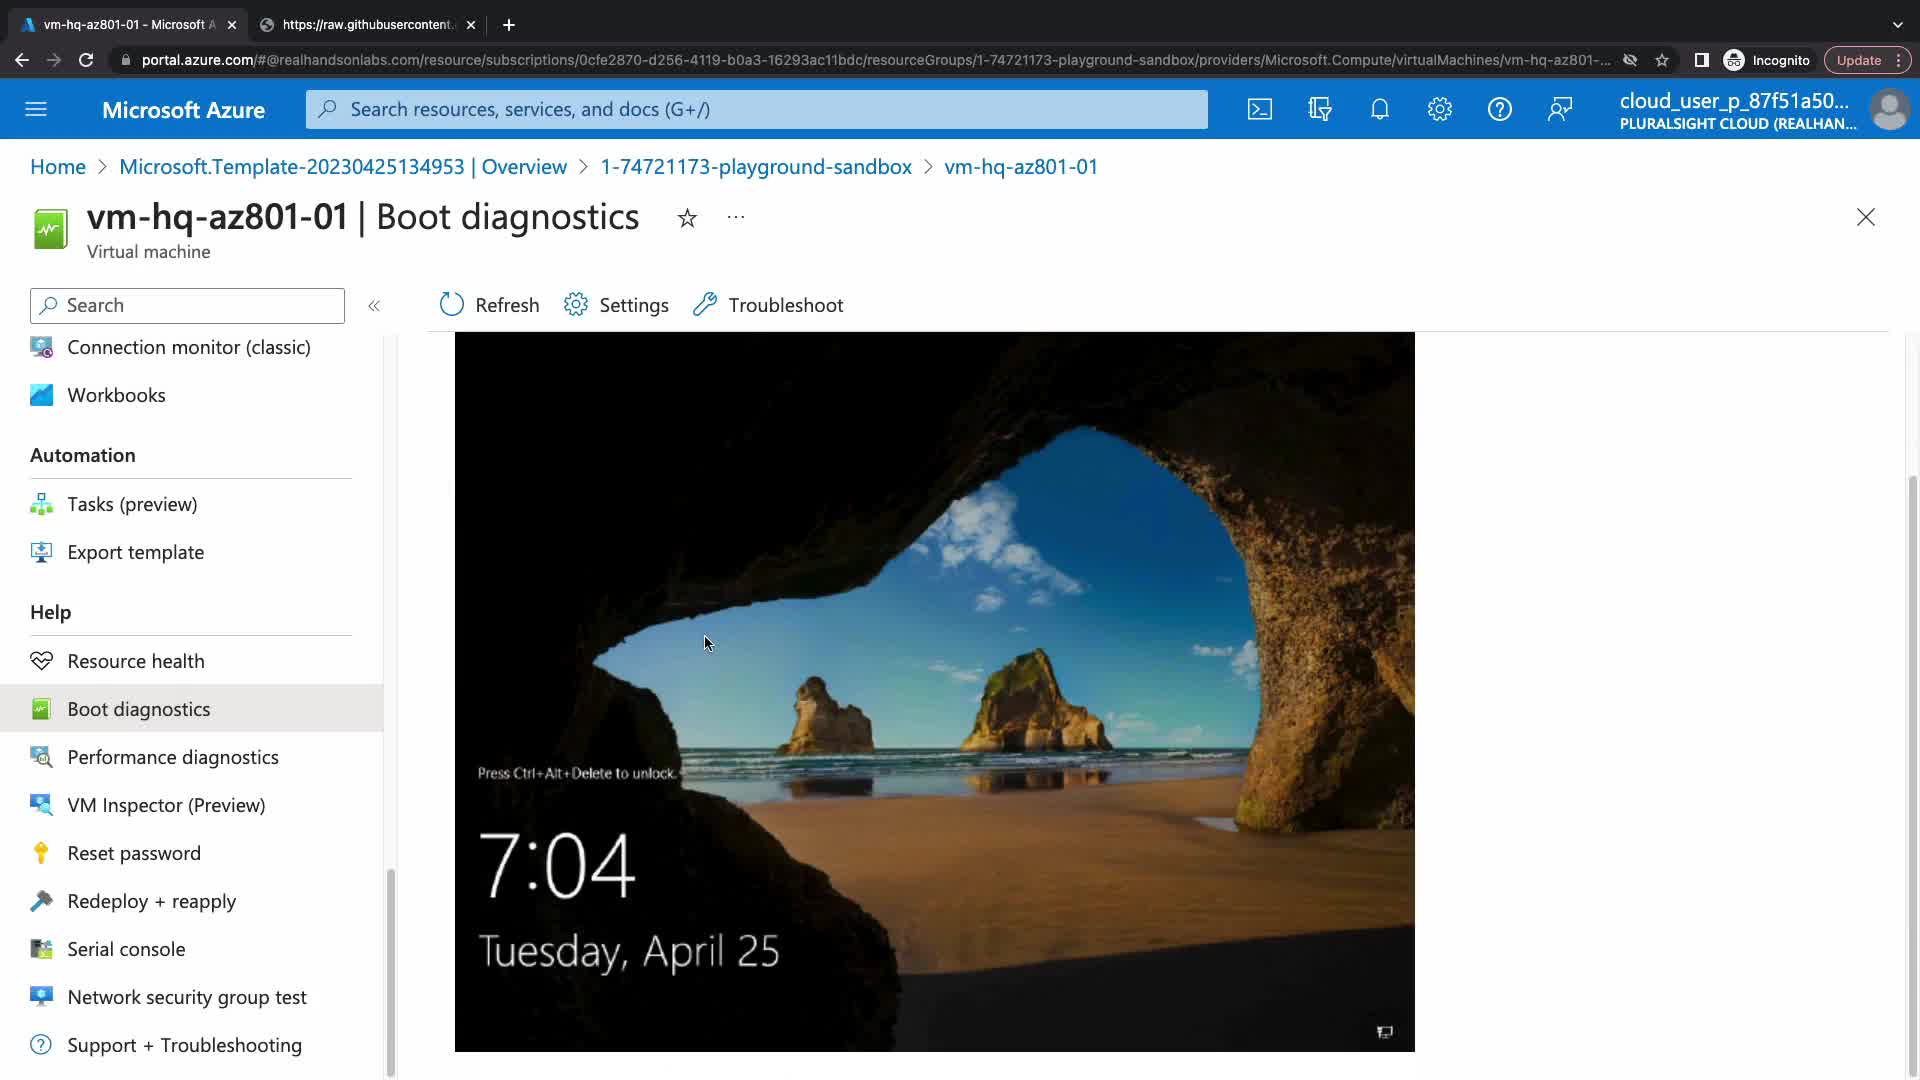 vm-hq-az801-01 - Microsoft A
https://raw.githubusercontent.
portal.azure.com/#@realhandsonlabs.com/resource/subscriptions/0cfe2870-d256-4119-b0a3-16293ac11bdc/resourceGroups/1-74721173-playground-sandbox/providers/Microsoft.Compute/virtualMachines/vm-hq-az801-...
Incognito
Update
Microsoft Azure
Search resources, services, and docs (G+/)
cloud_user_p_87f51a50...
PLURALSIGHT CLOUD (REALHAN...
Home > Microsoft.Template-20230425134953 | Overview > 1-74721173-playground-sandbox > vm-hq-az801-01
vm-hq-az801-01 | Boot diagnostics
Virtual machine
Search
Refresh
Settings
Troubleshoot
Connection monitor (classic)
Workbooks
Automation
Tasks (preview)
Export template
Help
Resource health
Boot diagnostics
Performance diagnostics
VM Inspector (Preview)
Reset password
Redeploy + reapply
Serial console
Network security group test
Support + Troubleshooting
Press Ctrl+Alt+Delete to unlock.
7:04
Tuesday, April 25